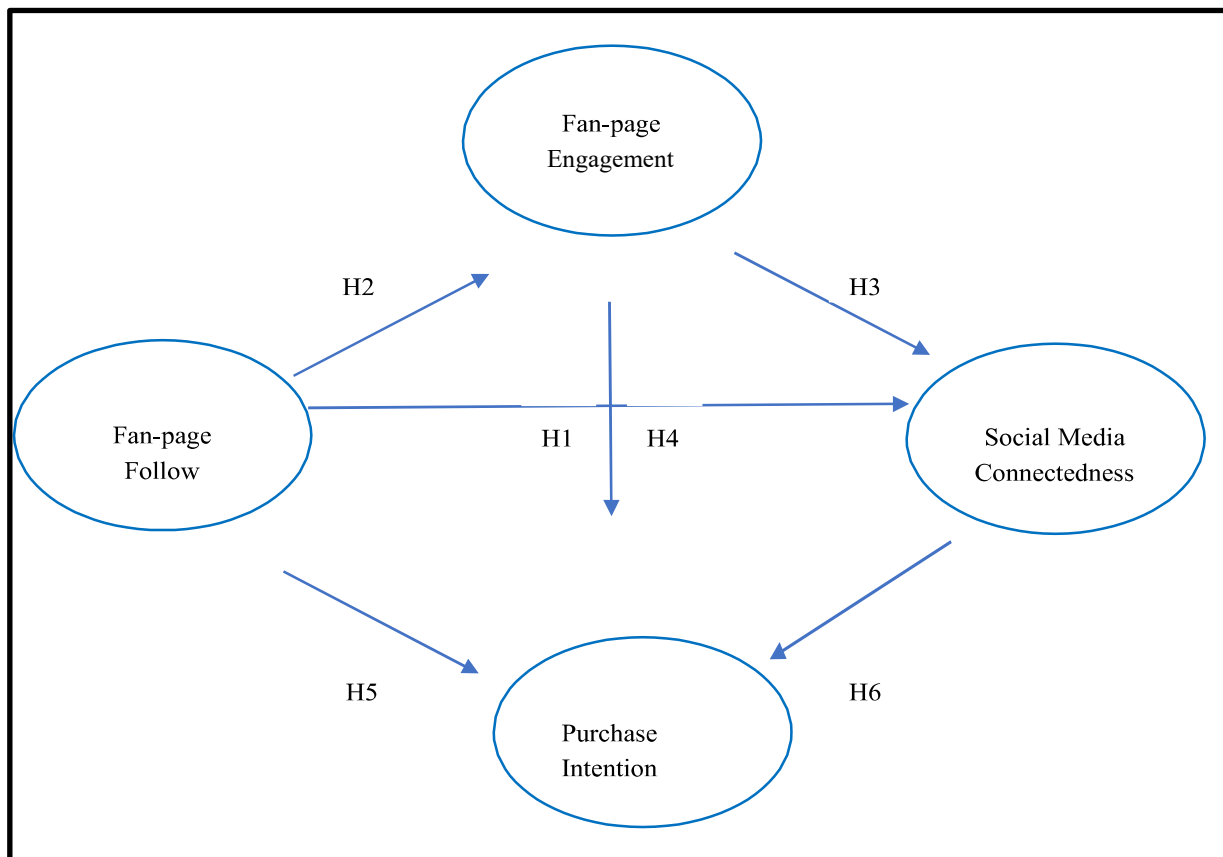 Fan-page
Engagement
H2
H3
Fan-page
Follow
H1
H4
Social Media
Connectedness
H5
H6
Purchase
Intention